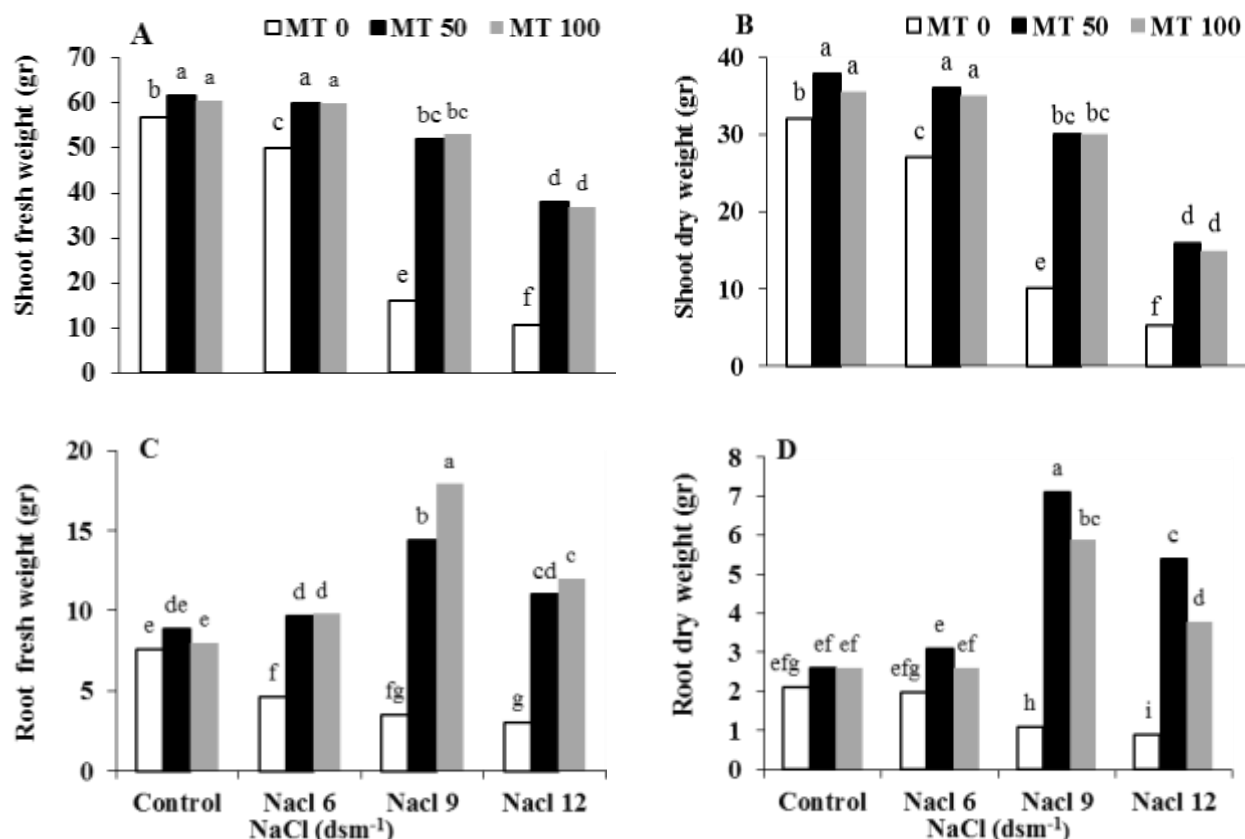 A
MT 0 MT 50 MT 100
Shoot fresh weight (gr)
70
60
50
40
30
20
10
0
b a a
c a a
e bc bc
f d d
B
MT 0 MT 50 MT 100
Shoot dry weight (gr)
40
30
20
10
0
b a a
c a a
e bc bc
f d d
C
Root fresh weight (gr)
20
15
10
5
0
e de e
f d d
fg b a
g cd c
Control Nacl 6 Nacl 9 Nacl 12
NaCl (dsm⁻¹)
D
Root dry weight (gr)
8
7
6
5
4
3
2
1
0
efg ef ef
efg e ef
h a bc
i c d
Control Nacl 6 Nacl 9 Nacl 12
NaCl (dsm⁻¹)